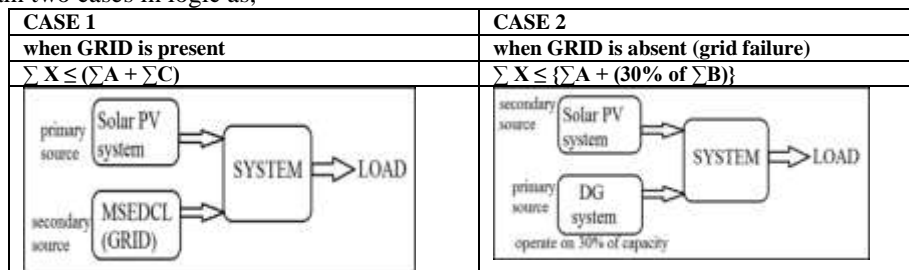 CASE 1
CASE 2
when GRID is present
when GRID is absent (grid failure)
∑ X ≤ (∑A + ∑C)
∑ X ≤ {∑A + (30% of ∑B)}
primary
source
Solar PV
system
SYSTEM
LOAD
secondary
source
MSEDCL
(GRID)
secondary
source
Solar PV
system
SYSTEM
LOAD
primary
source
DG
system
operate on 30% of capacity